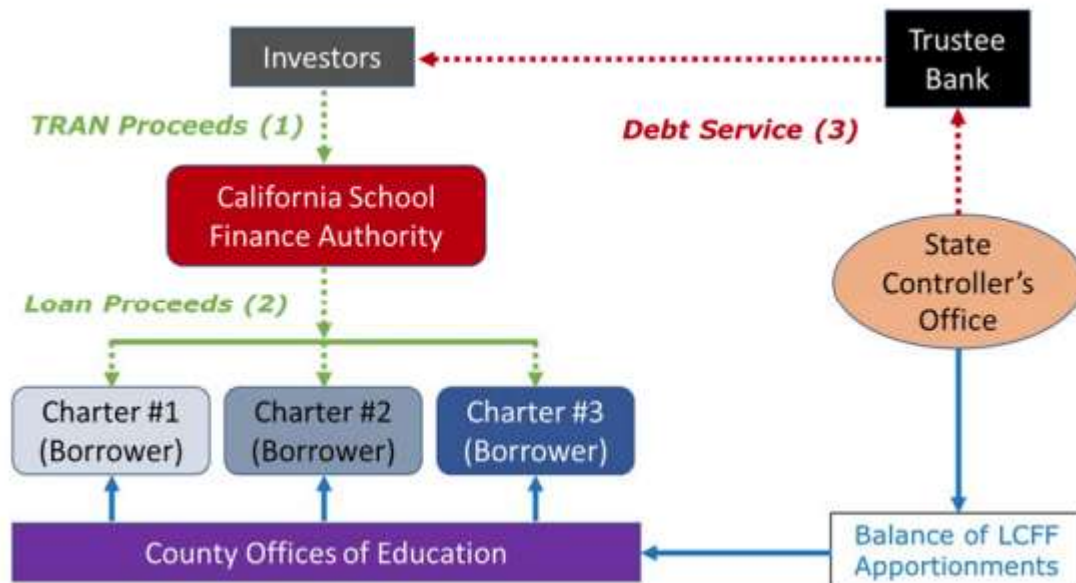 Investors
Trustee
Bank
TRAN Proceeds (1)
Debt Service (3)
California School
Finance Authority
State
Controller's
Office
Loan Proceeds (2)
Charter #1
(Borrower)
Charter #2
(Borrower)
Charter #3
(Borrower)
County Offices of Education
Balance of LCFF
Apportionments